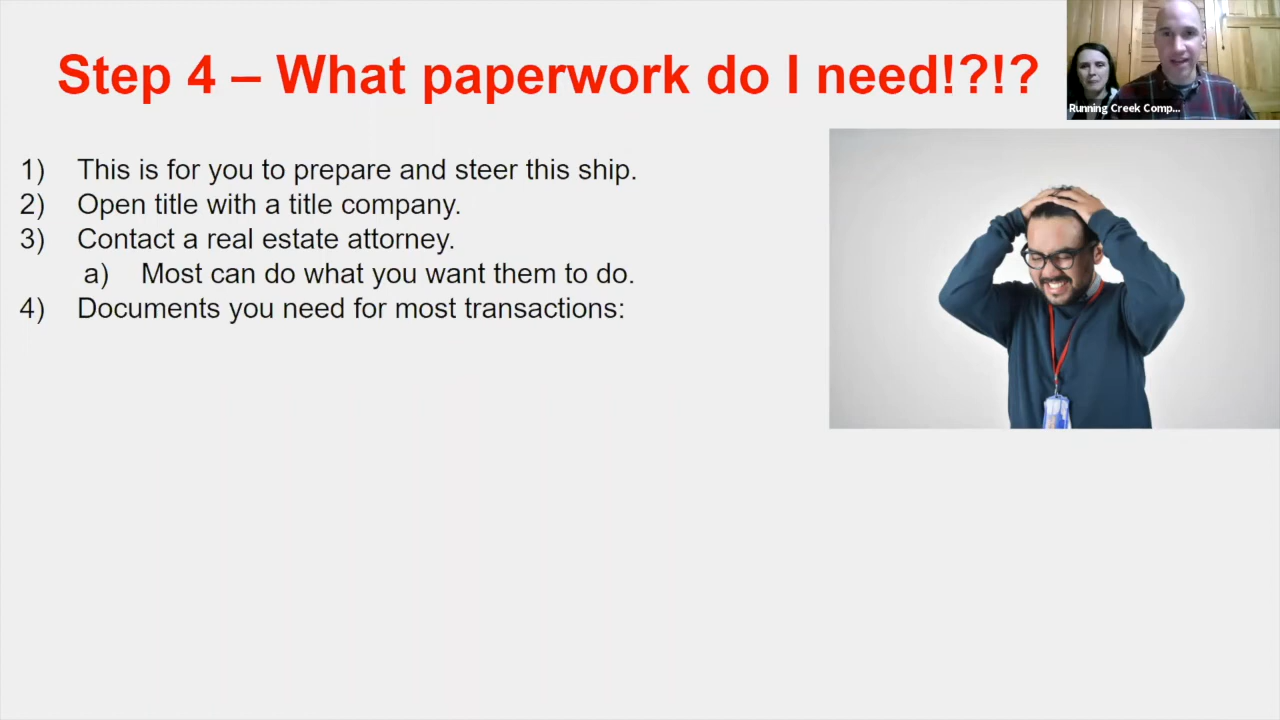 Step 4 – What paperwork do I need!?!?
Running Creek Comp...
1) This is for you to prepare and steer this ship.
2) Open title with a title company.
3) Contact a real estate attorney.
a) Most can do what you want them to do.
4) Documents you need for most transactions: